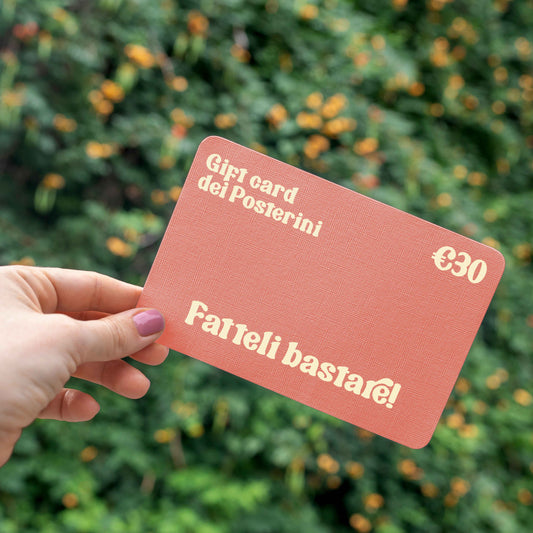 Gift card
dei Posterini
€30
Fatteli bastare!